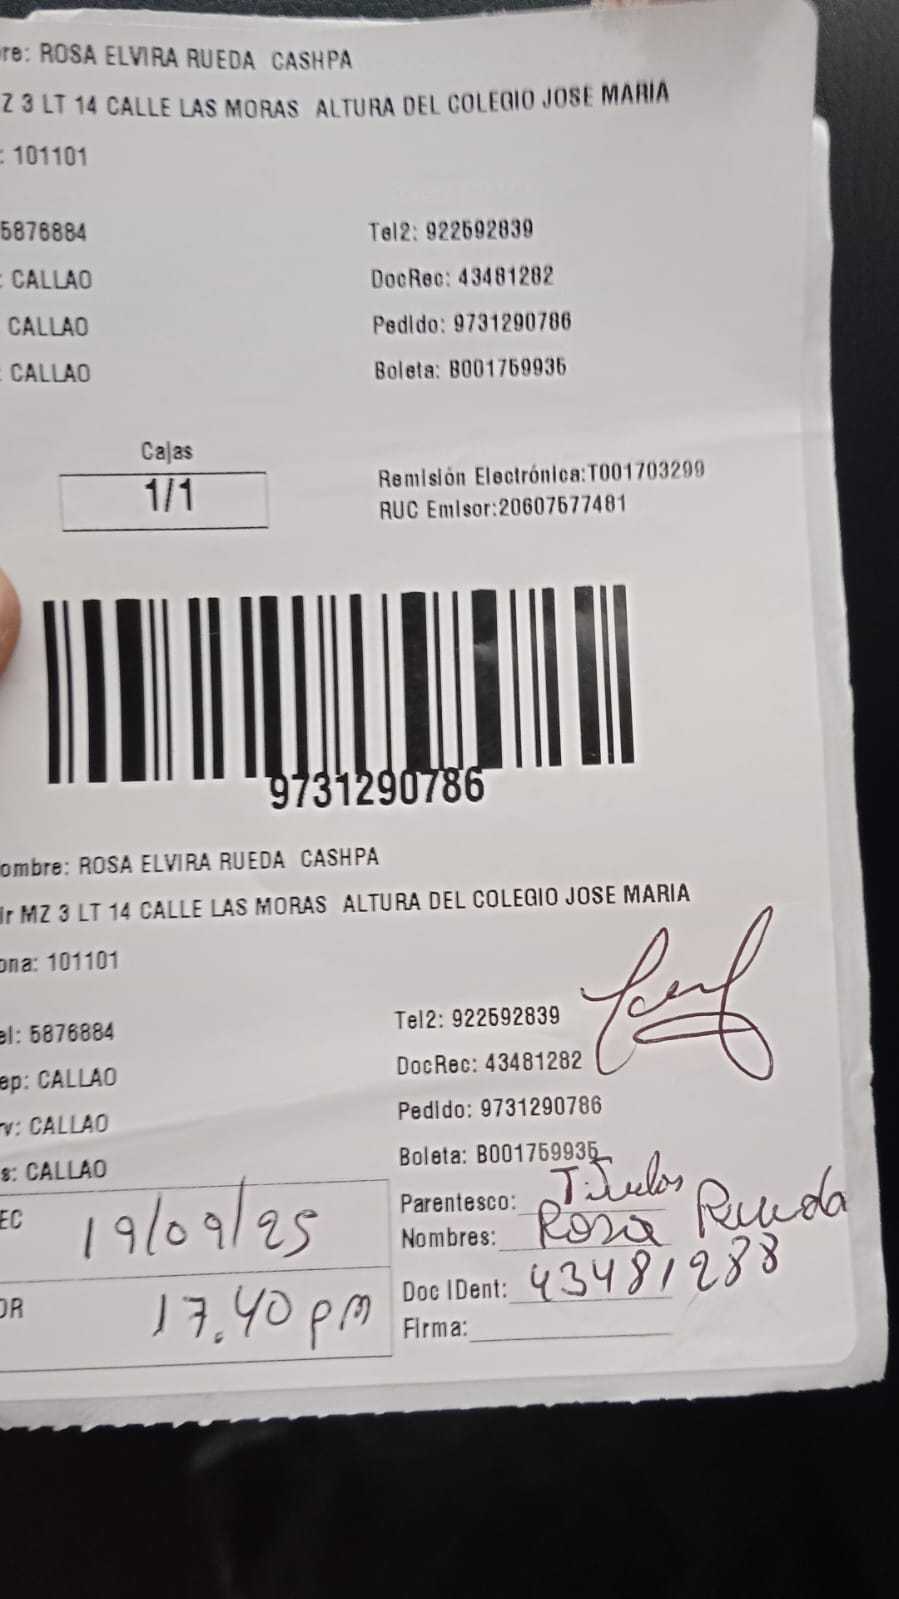 re: ROSA ELVIRA RUEDA CASHPA
Z 3 LT 14 CALLE LAS MORAS ALTURA DEL COLEGIO JOSE MARIA
: 101101
5876884 Tel2: 922592839
: CALLAO DocRec: 43481282
CALLAO Pedido: 9731290786
: CALLAO Boleta: B001759935
Cajas
1/1
Remisión Electrónica:T001703299
RUC Emisor:20607577481
9731290786
ombre: ROSA ELVIRA RUEDA CASHPA
ir MZ 3 LT 14 CALLE LAS MORAS ALTURA DEL COLEGIO JOSE MARIA
ona: 101101
el: 5876884 Tel2: 922592839
ep: CALLAO DocRec: 43481282
rv: CALLAO Pedido: 9731290786
s: CALLAO Boleta: B001759935
EC 19/09/25
OR 17.40 pm
Parentesco:
Nombres: Rosa Rueda
Doc IDent: 43481288
Firma: